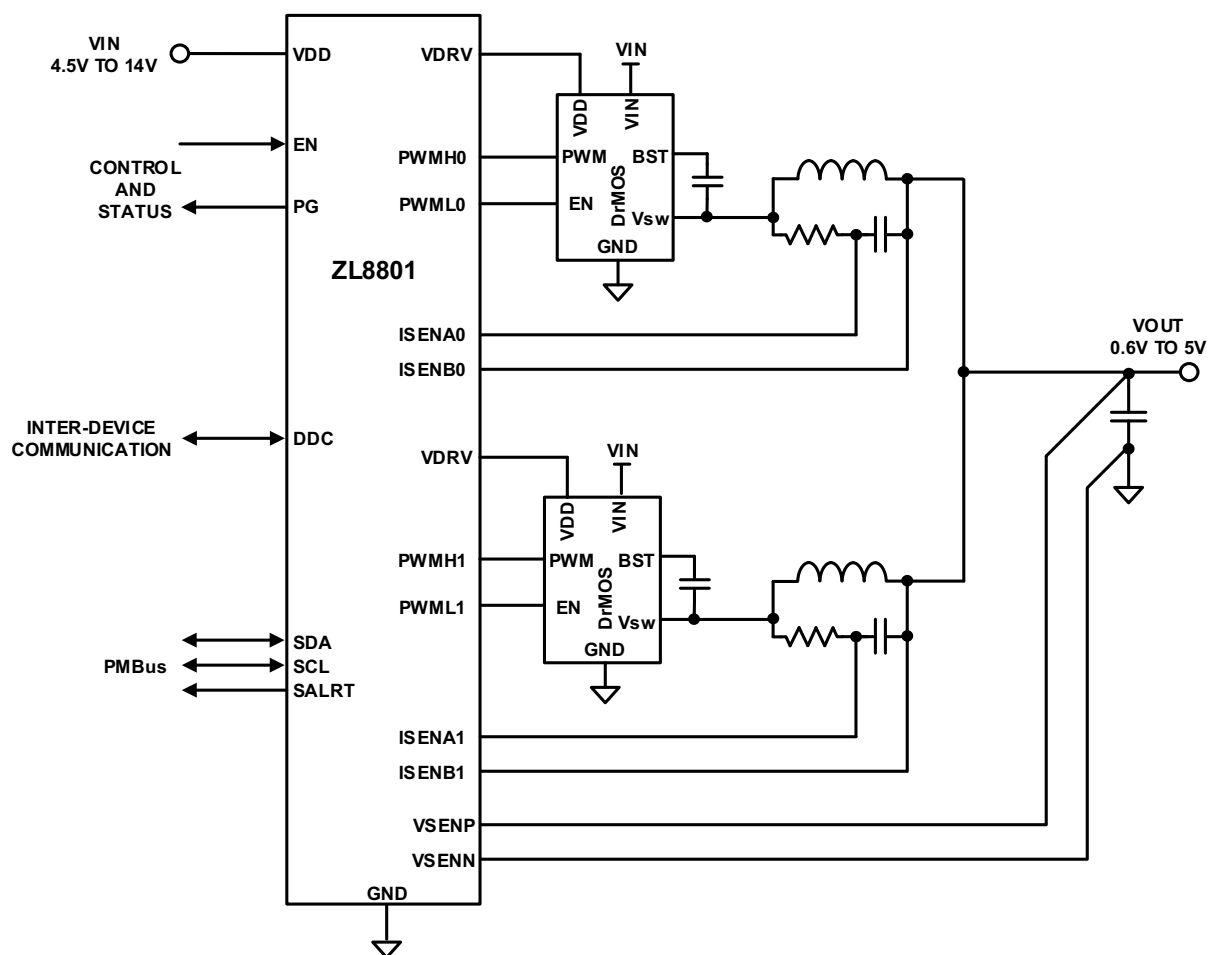 VIN
4.5V TO 14V
VDD
VDRV
VIN
VDD
VIN
EN
CONTROL
AND
STATUS
PG
PWMH0
PWM
BST
PWML0
EN
DrMOS
Vsw
GND
ZL8801
ISENA0
ISENB0
VOUT
0.6V TO 5V
INTER-DEVICE
COMMUNICATION
DDC
VDRV
VIN
VDD
VIN
PWMH1
PWM
BST
PWML1
EN
DrMOS
Vsw
GND
PMBus
SDA
SCL
SALRT
ISENA1
ISENB1
VSENP
VSENN
GND